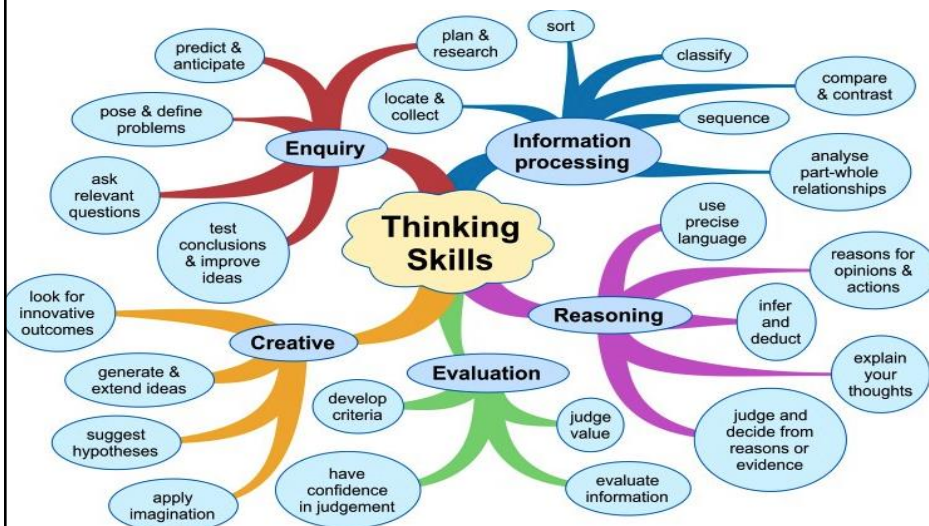 Thinking
Skills
Enquiry
predict &
anticipate
plan &
research
pose & define
problems
ask
relevant
questions
test
conclusions
& improve
ideas
Information
processing
sort
classify
locate &
collect
compare
& contrast
sequence
analyse
part-whole
relationships
Reasoning
use
precise
language
reasons for
opinions &
actions
infer
and
deduct
explain
your
thoughts
judge and
decide from
reasons or
evidence
Evaluation
develop
criteria
judge
value
have
confidence
in judgement
evaluate
information
Creative
look for
innovative
outcomes
generate &
extend ideas
suggest
hypotheses
apply
imagination